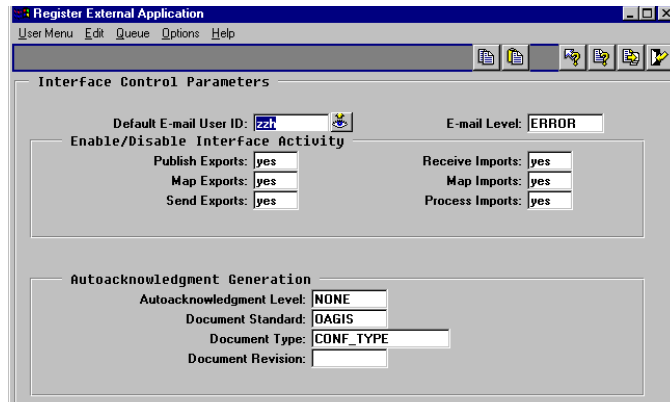 Register External Application
User Menu Edit Queue Options Help
Interface Control Parameters
Default E-mail User ID: zzh E-mail Level: ERROR
Enable/Disable Interface Activity
Publish Exports: yes Receive Imports: yes
Map Exports: yes Map Imports: yes
Send Exports: yes Process Imports: yes
Autoacknowledgment Generation
Autoacknowledgment Level: NONE
Document Standard: OAGIS
Document Type: CONF_TYPE
Document Revision: